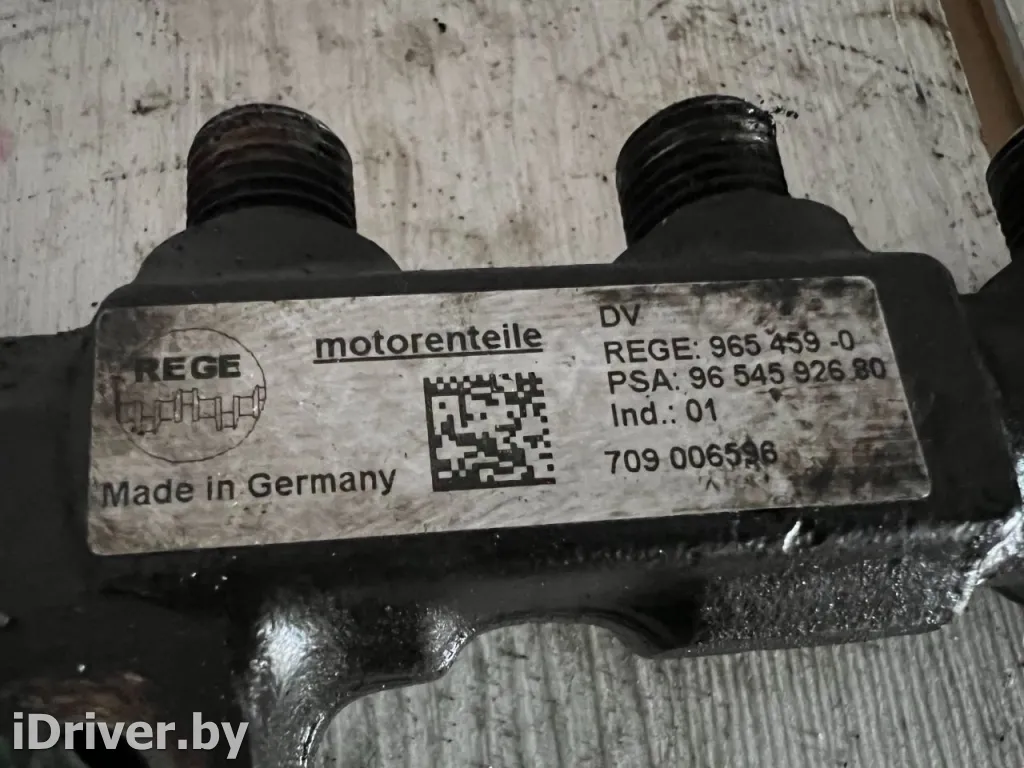 REGE
motorenteile
Made in Germany
DV
REGE: 965 459 -0
PSA: 96 545 926 80
Ind.: 01
709 006596
iDriver.by